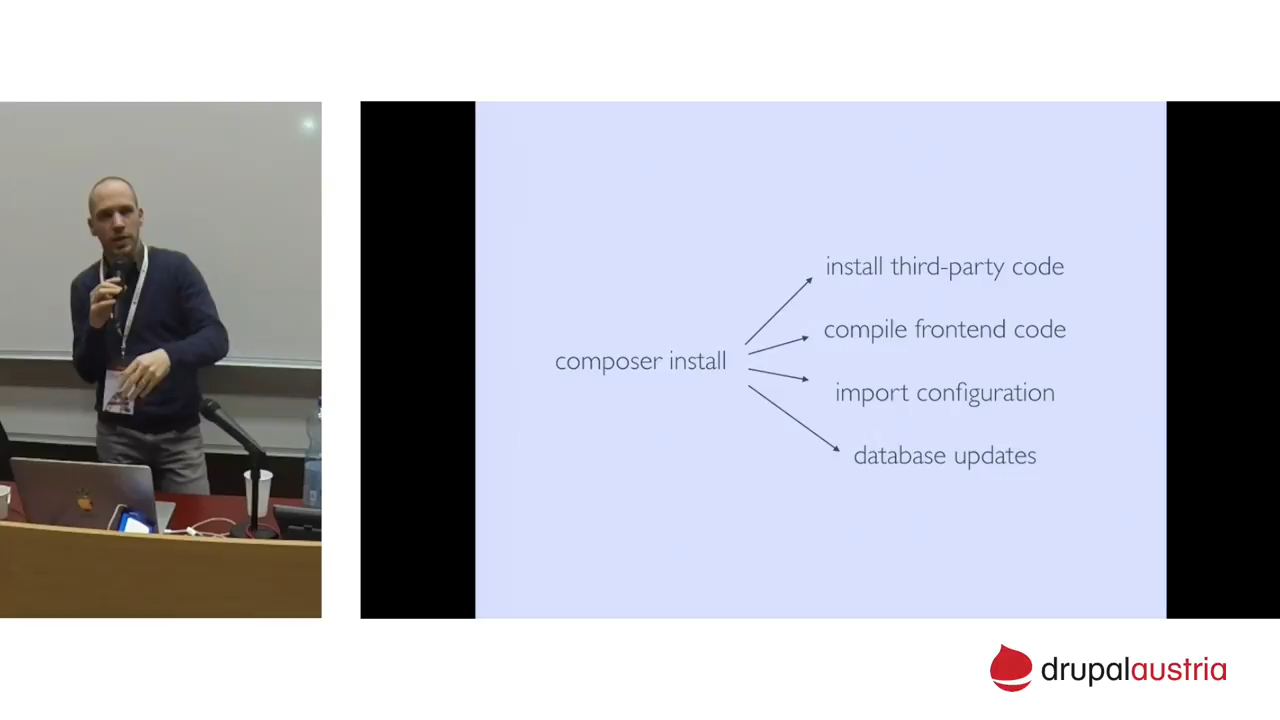 install third-party code
compile frontend code
composer install
import configuration
database updates
drupalaustria